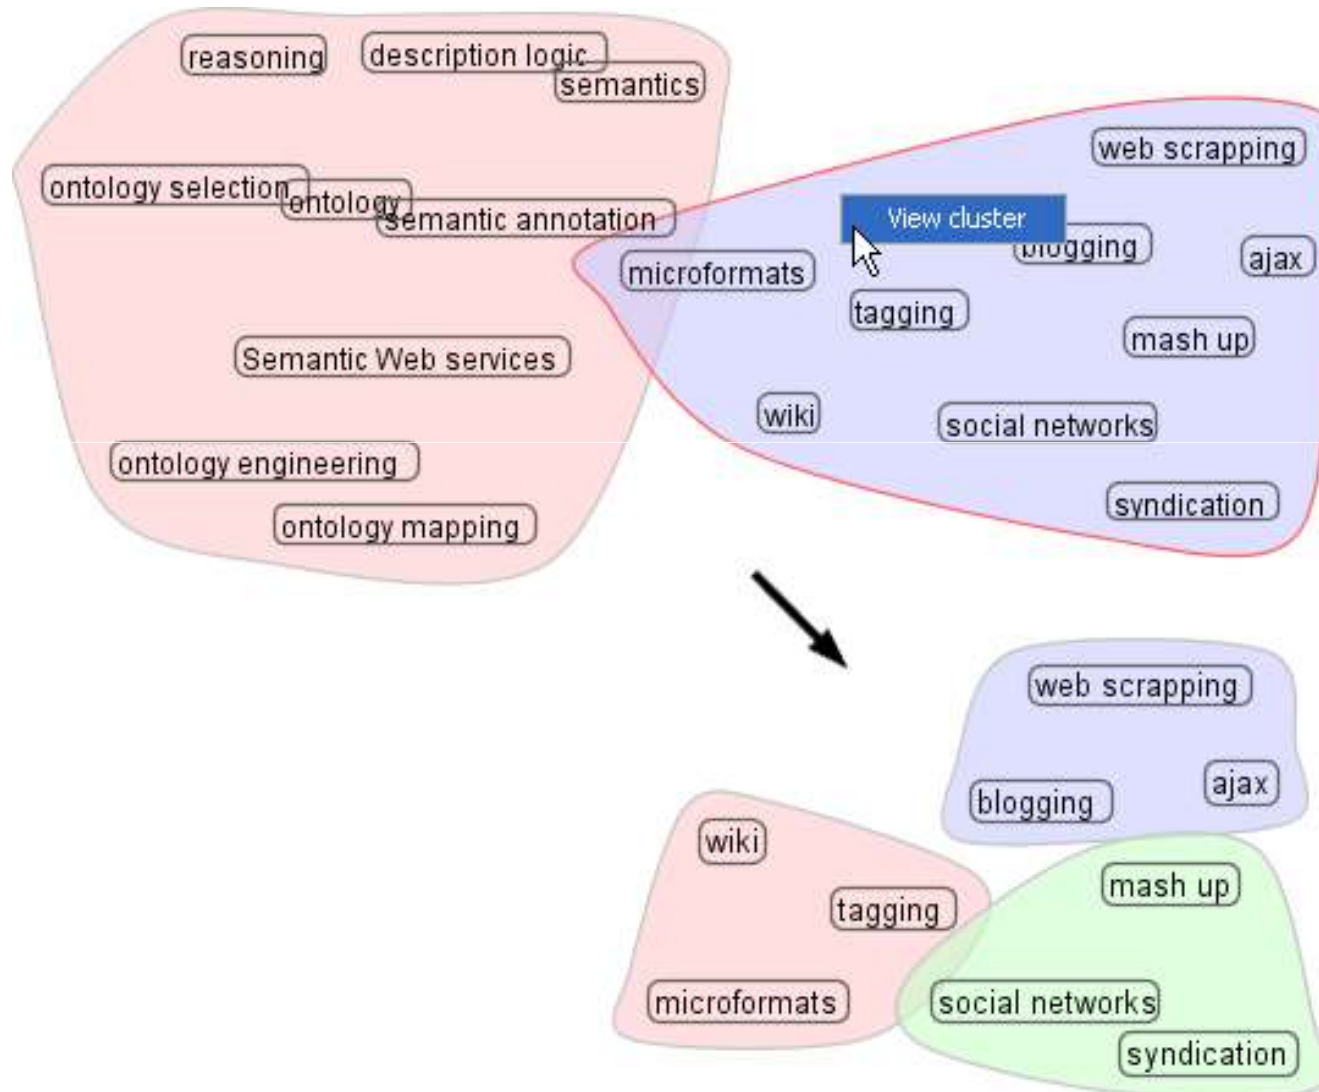 reasoning
description logic
semantics
web scrapping
ontology selection
ontology
semantic annotation
View cluster
blogging
ajax
microformats
tagging
mash up
Semantic Web services
wiki
social networks
ontology engineering
syndication
ontology mapping
web scrapping
ajax
blogging
wiki
mash up
tagging
microformats
social networks
syndication